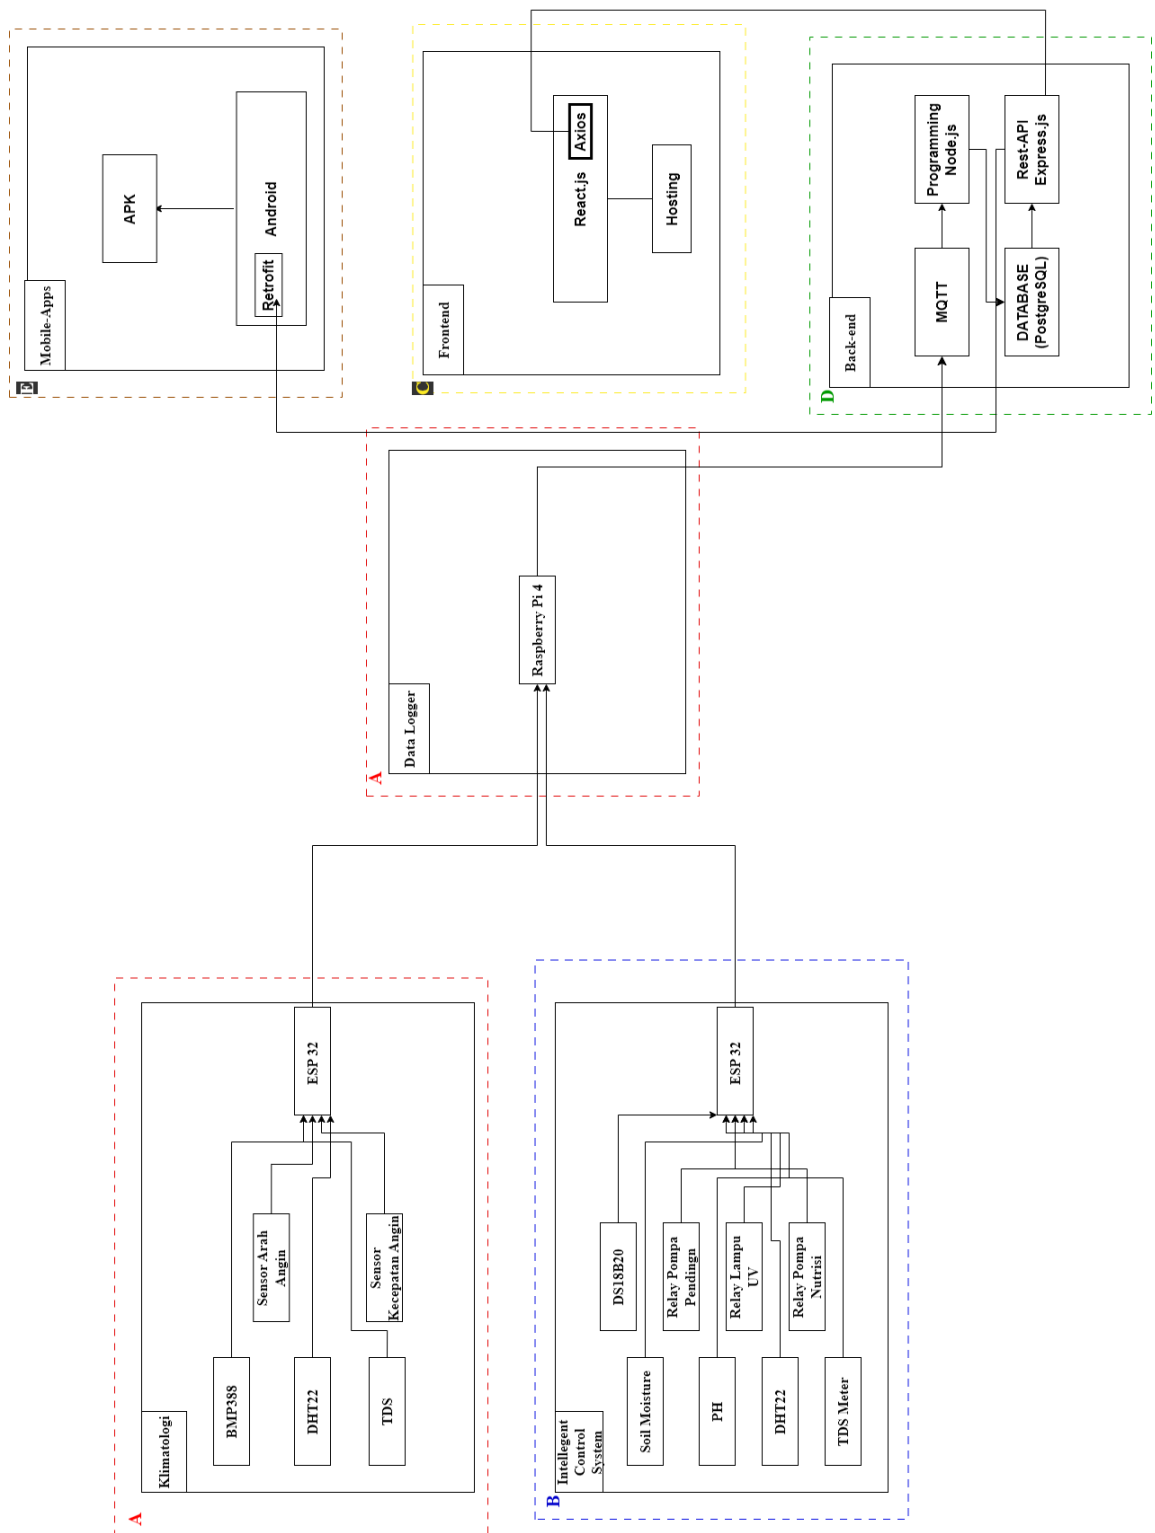 A
Klimatologi
BMP388
DHT22
TDS
Sensor Arah
Angin
Sensor
Kecepatan Angin
ESP 32
B
Intellegent
Control
System
Soil Moisture
PH
DHT22
TDS Meter
DS18B20
Relay Pompa
Pendingn
Relay Lampu
UV
Relay Pompa
Nutrisi
ESP 32
A
Data Logger
Raspberry Pi 4
E
Mobile-Apps
Retrofit
Android
APK
C
Frontend
Axios
React.js
Hosting
D
Back-end
MQTT
Programming
Node.js
DATABASE
(PostgreSQL)
Rest-API
Express.js